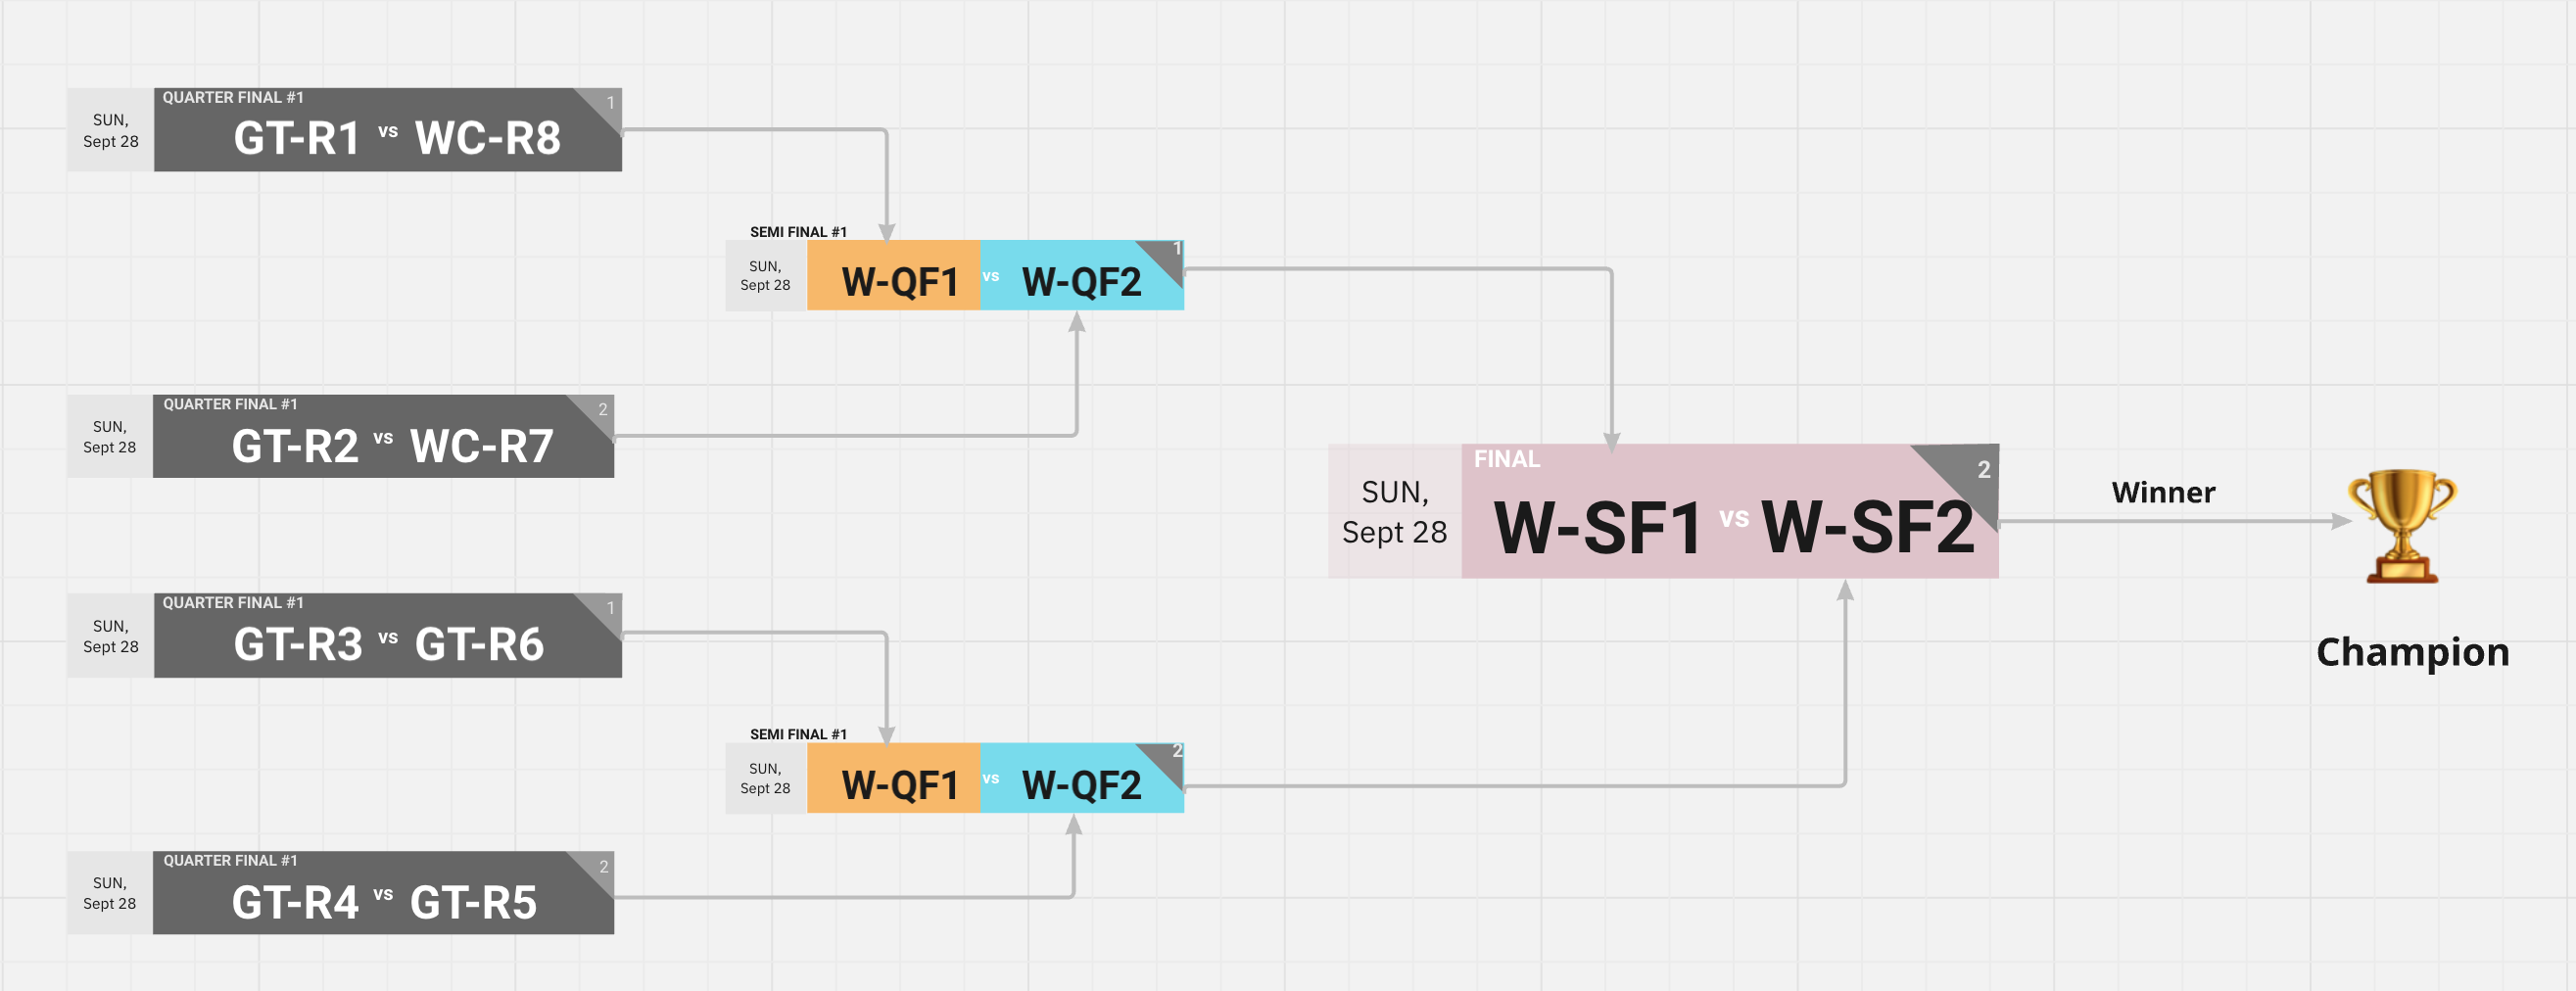 QUARTER FINAL #1
1
SUN,
Sept 28
GT-R1 vs WC-R8
SEMI FINAL #1
1
SUN,
Sept 28
W-QF1 vs W-QF2
QUARTER FINAL #1
2
SUN,
Sept 28
GT-R2 vs WC-R7
FINAL
2
SUN,
Sept 28
W-SF1 vs W-SF2
Winner
Champion
QUARTER FINAL #1
1
SUN,
Sept 28
GT-R3 vs GT-R6
SEMI FINAL #1
2
SUN,
Sept 28
W-QF1 vs W-QF2
QUARTER FINAL #1
2
SUN,
Sept 28
GT-R4 vs GT-R5